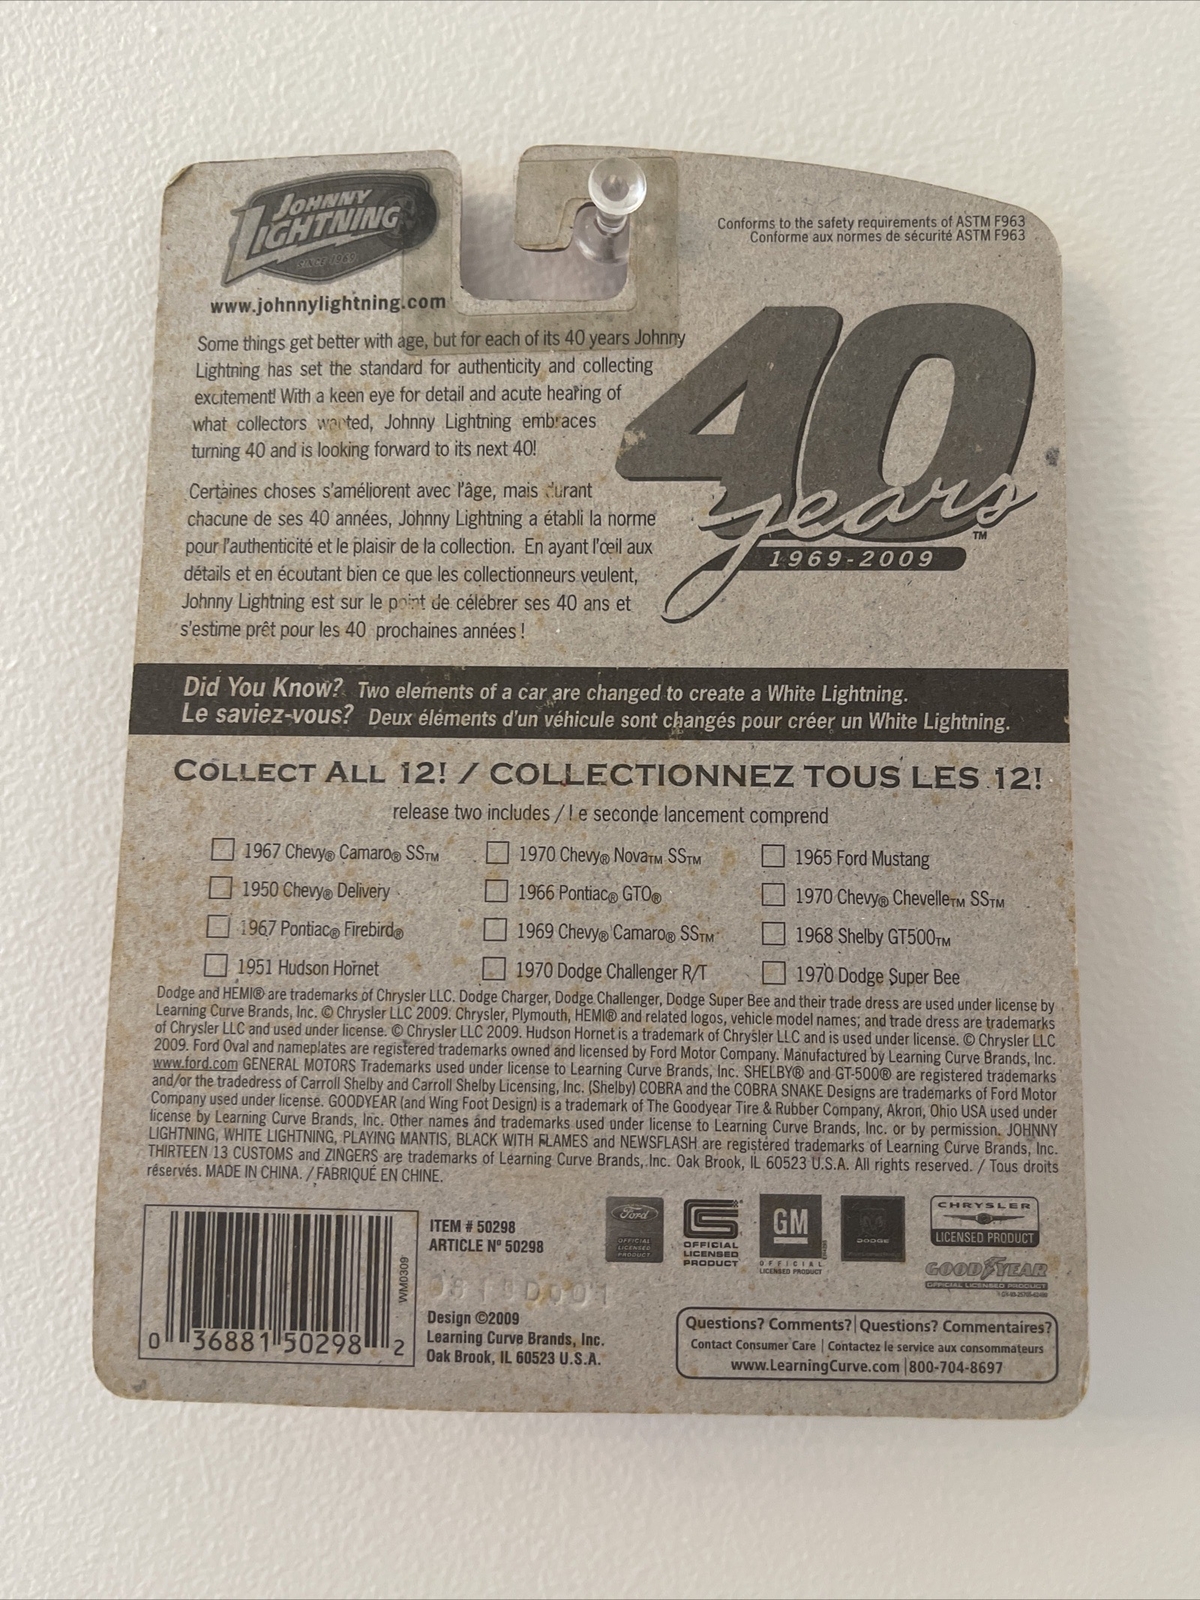 JOHNNY
LIGHTNING
SINCE 1969
www.johnnylightning.com
Conforms to the safety requirements of ASTM F963
Conforme aux normes de sécurité ASTM F963
Some things get better with age, but for each of its 40 years Johnny
Lightning has set the standard for authenticity and collecting
excitement! With a keen eye for detail and acute hearing of
what collectors wanted, Johnny Lightning embraces
turning 40 and is looking forward to its next 40!
40
years™
1969-2009
Certaines choses s'améliorent avec l'âge, mais durant
chacune de ses 40 années, Johnny Lightning a établi la norme
pour l'authenticité et le plaisir de la collection. En ayant l'œil aux
détails et en écoutant bien ce que les collectionneurs veulent,
Johnny Lightning est sur le point de célébrer ses 40 ans et
s'estime prêt pour les 40 prochaines années !
Did You Know? Two elements of a car are changed to create a White Lightning.
Le saviez-vous? Deux éléments d'un véhicule sont changés pour créer un White Lightning.
COLLECT ALL 12! / COLLECTIONNEZ TOUS LES 12!
release two includes / Le seconde lancement comprend
1967 Chevy® Camaro® SS™ 1970 Chevy® Nova™ SS™ 1965 Ford Mustang
1950 Chevy® Delivery 1966 Pontiac® GTO® 1970 Chevy® Chevelle™ SS™
1967 Pontiac® Firebird® 1969 Chevy® Camaro® SS™ 1968 Shelby GT500™
1951 Hudson Hornet 1970 Dodge Challenger R/T 1970 Dodge Super Bee
Dodge and HEMI® are trademarks of Chrysler LLC. Dodge Charger, Dodge Challenger, Dodge Super Bee and their trade dress are used under license by
Learning Curve Brands, Inc. © Chrysler LLC 2009. Chrysler, Plymouth, HEMI® and related logos, vehicle model names; and trade dress are trademarks
of Chrysler LLC and used under license. © Chrysler LLC 2009. Hudson Hornet is a trademark of Chrysler LLC and is used under license. © Chrysler LLC
2009. Ford Oval and nameplates are registered trademarks owned and licensed by Ford Motor Company. Manufactured by Learning Curve Brands, Inc.
www.ford.com GENERAL MOTORS Trademarks used under license to Learning Curve Brands, Inc. SHELBY® and GT-500® are registered trademarks
and/or the tradedress of Carroll Shelby and Carroll Shelby Licensing, Inc. (Shelby) COBRA and the COBRA SNAKE Designs are trademarks of Ford Motor
Company used under license. GOODYEAR (and Wing Foot Design) is a trademark of The Goodyear Tire & Rubber Company, Akron, Ohio USA used under
license by Learning Curve Brands, Inc. Other names and trademarks used under license to Learning Curve Brands, Inc. or by permission. JOHNNY
LIGHTNING, WHITE LIGHTNING, PLAYING MANTIS, BLACK WITH FLAMES and NEWSFLASH are registered trademarks of Learning Curve Brands, Inc.
THIRTEEN 13 CUSTOMS and ZINGERS are trademarks of Learning Curve Brands, Inc. Oak Brook, IL 60523 U.S.A. All rights reserved. / Tous droits
réservés. MADE IN CHINA. / FABRIQUÉ EN CHINE.
0 36881 50298 2
WM0309
ITEM # 50298
ARTICLE Nº 50298
Design ©2009
Learning Curve Brands, Inc.
Oak Brook, IL 60523 U.S.A.
Ford
OFFICIAL
LICENSED
PRODUCT
OFFICIAL
LICENSED
PRODUCT
GM
OFFICIAL
LICENSED PRODUCT
DODGE
CHRYSLER
LICENSED PRODUCT
GOODYEAR
OFFICIAL LICENSED PRODUCT
Questions? Comments? | Questions? Commentaires?
Contact Consumer Care | Contactez le service aux consommateurs
www.LearningCurve.com | 800-704-8697